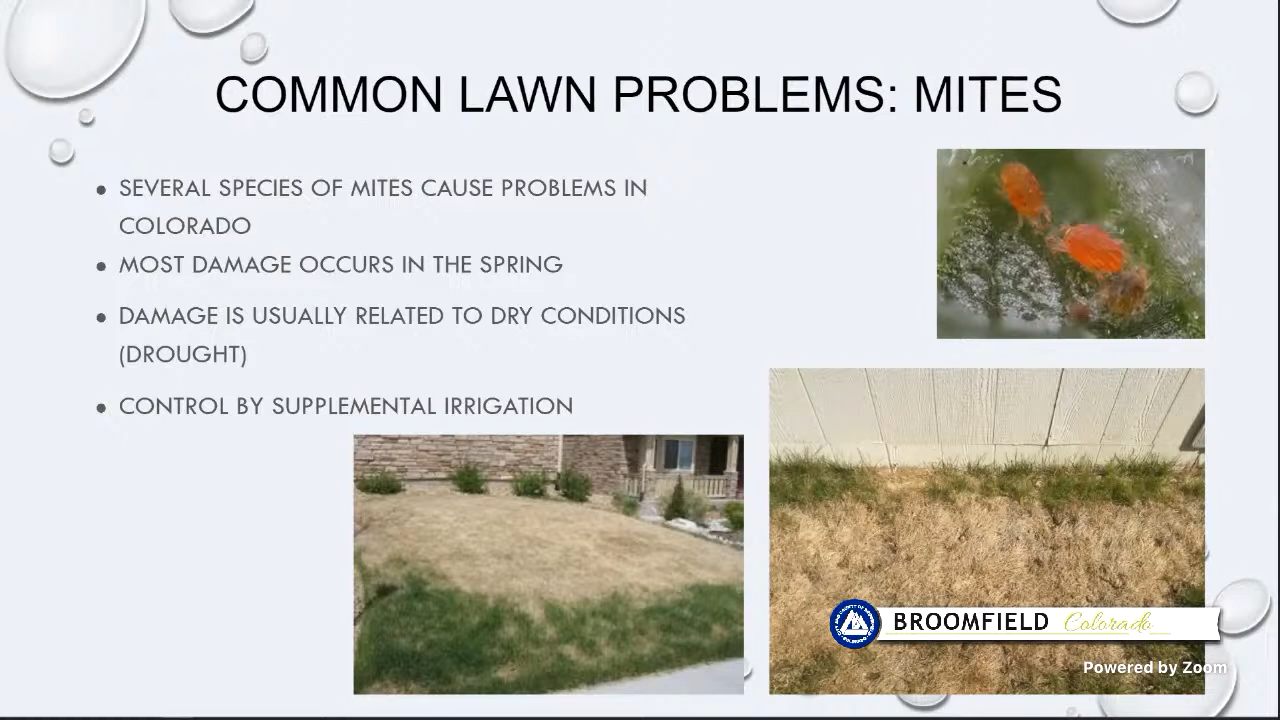 COMMON LAWN PROBLEMS: MITES
• SEVERAL SPECIES OF MITES CAUSE PROBLEMS IN
COLORADO
• MOST DAMAGE OCCURS IN THE SPRING
• DAMAGE IS USUALLY RELATED TO DRY CONDITIONS
(DROUGHT)
• CONTROL BY SUPPLEMENTAL IRRIGATION
BROOMFIELD Colorado
Powered by Zoom